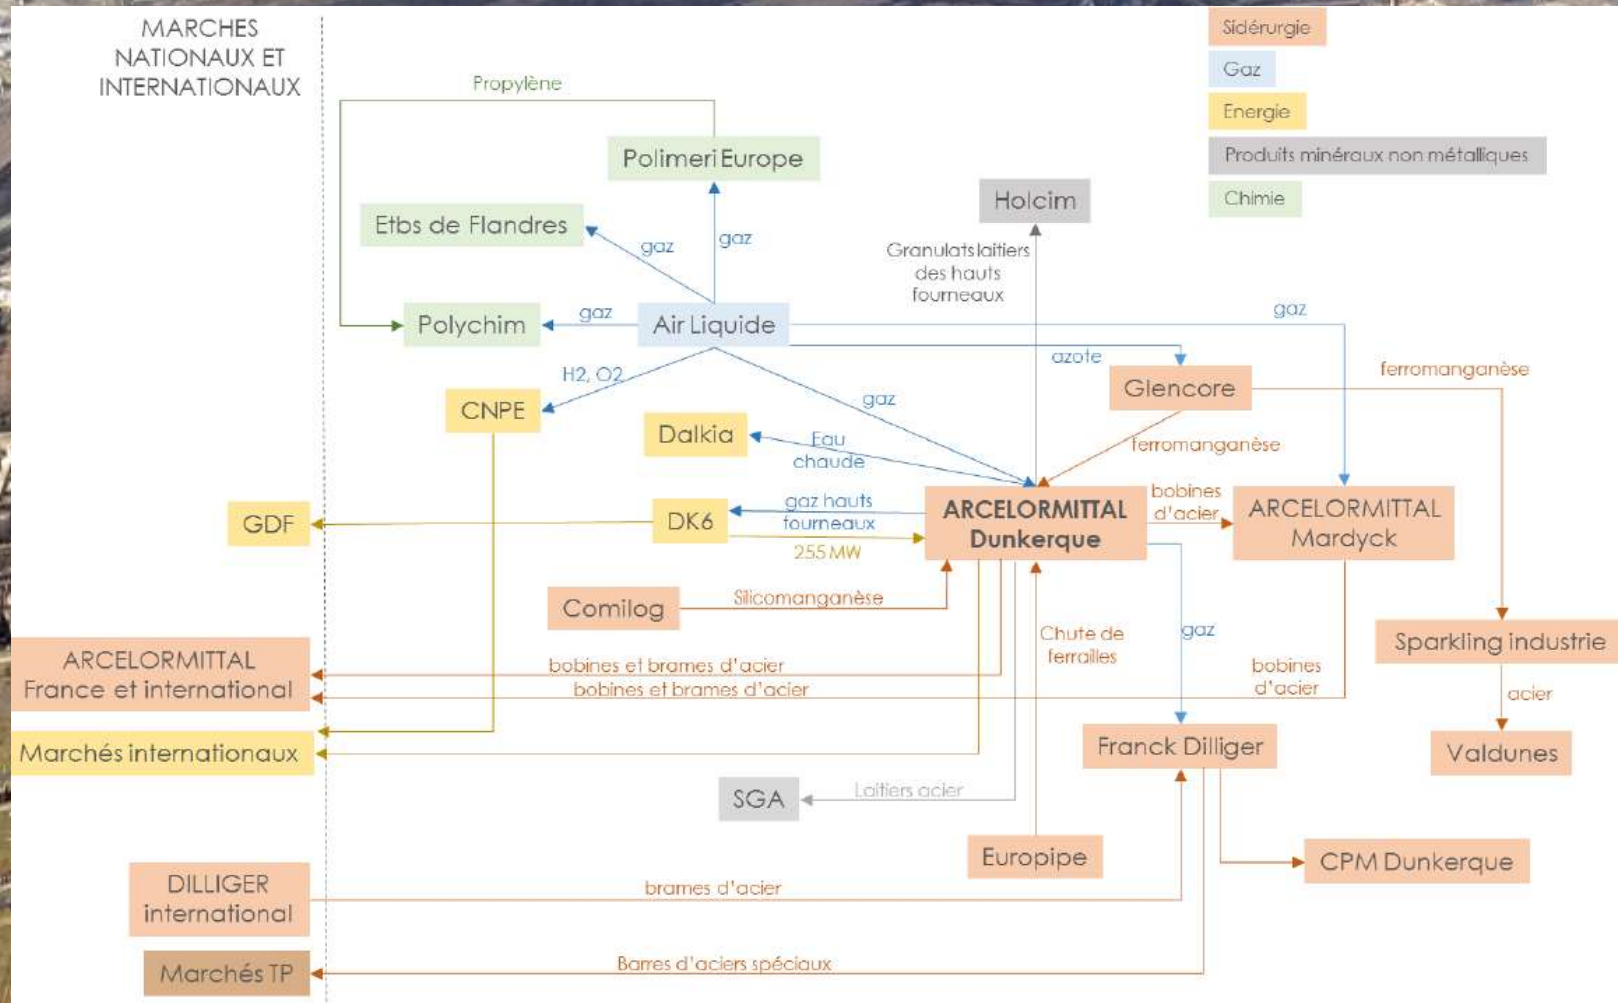 MARCHES
NATIONAUX ET
INTERNATIONAUX
Sidérurgie
Gaz
Energie
Produits minéraux non métalliques
Chimie
Propylène
Polimeri Europe
Etbs de Flandres
gaz
gaz
Holcim
Granulats laitiers
des hauts
fourneaux
Polychim
gaz
Air Liquide
gaz
azote
H2, O2
Glencore
ferromanganèse
CNPE
gaz
Dalkia
Eau
chaude
ferromanganèse
GDF
DK6
gaz hauts
fourneaux
255 MW
ARCELORMITTAL
Dunkerque
bobines
d'acier
ARCELORMITTAL
Mardyck
Comilog
Silicomanganèse
Chute de
ferrailles
gaz
Sparkling industrie
ARCELORMITTAL
France et international
bobines et brames d'acier
bobines et brames d'acier
bobines
d'acier
acier
Marchés internationaux
Franck Dilliger
Valdunes
SGA
Laitiers acier
Europipe
CPM Dunkerque
DILLIGER
international
brames d'acier
Marchés TP
Barres d'aciers spéciaux